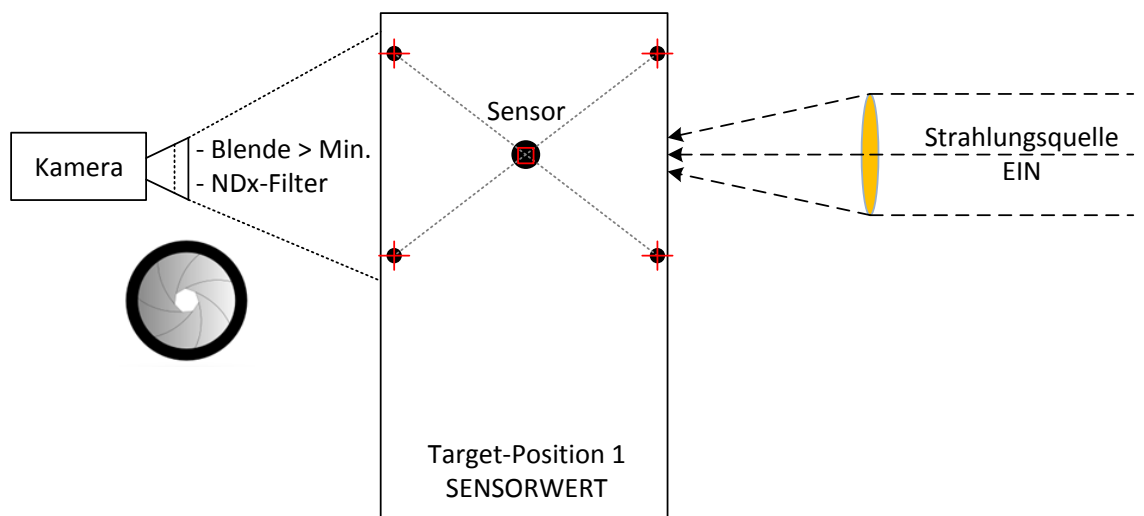 Sensor
Kamera
- Blende > Min.
- NDx-Filter
Strahlungsquelle
EIN
Target-Position 1
SENSORWERT